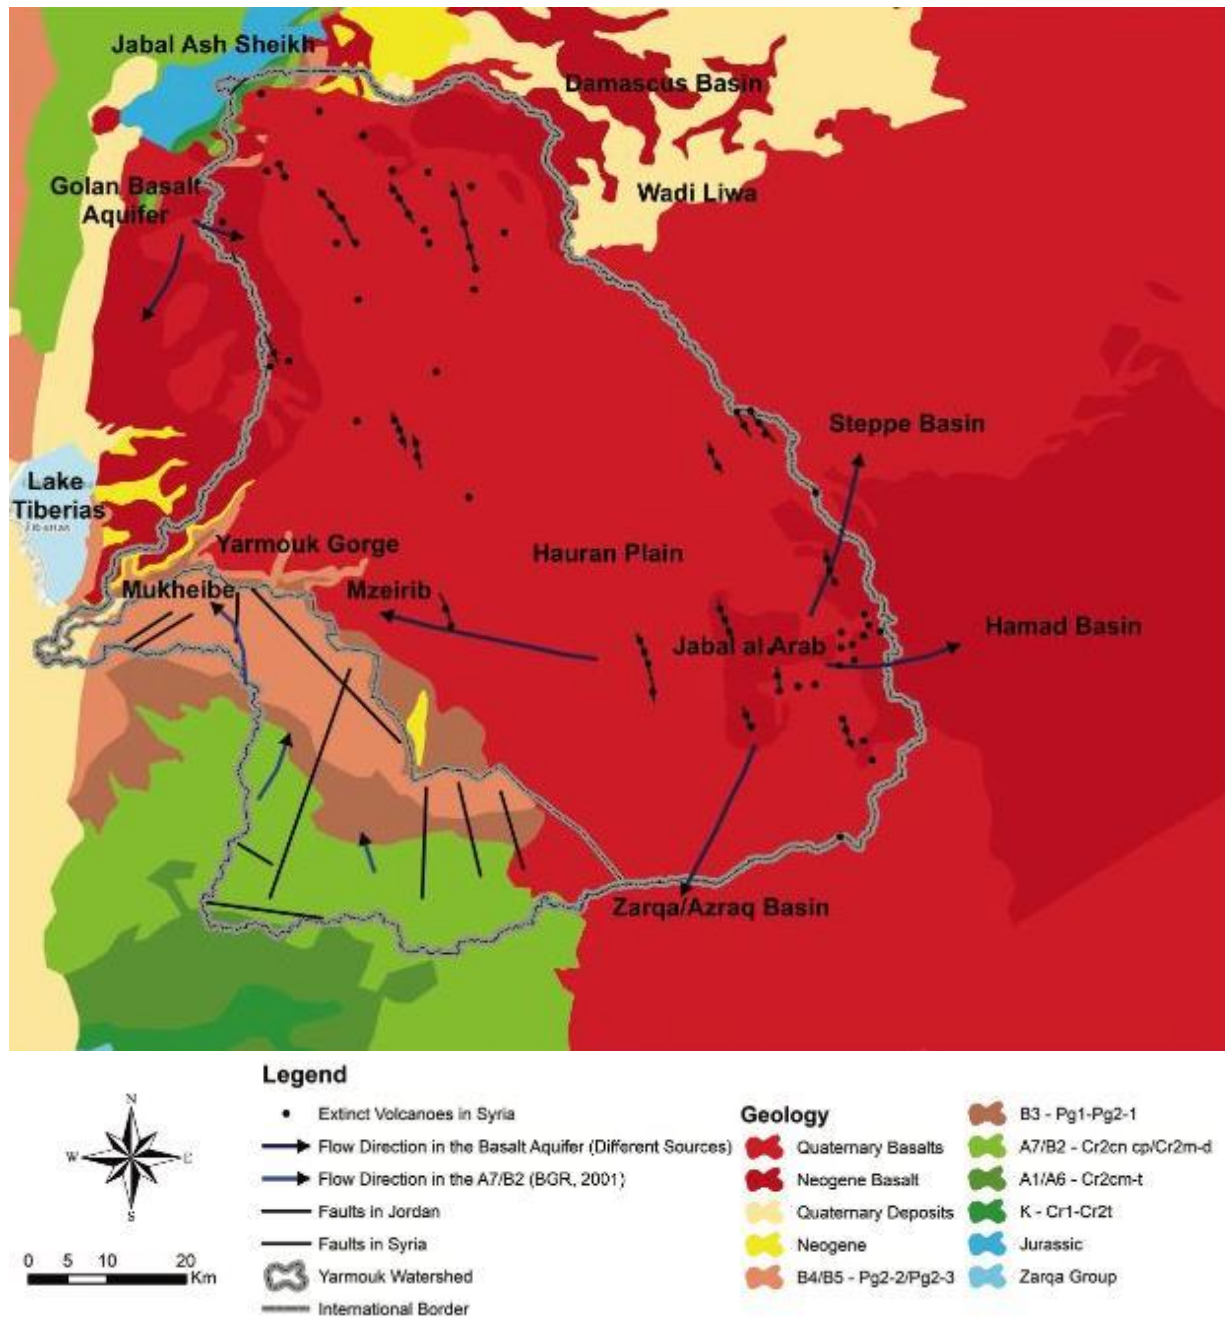 Jabal Ash Sheikh
Damascus Basin
Golan Basalt
Aquifer
Wadi Liwa
Steppe Basin
Lake
Tiberias
Tiberias
Yarmouk Gorge
Hauran Plain
Mukheibe
Mzeirib
Jabal al Arab
Hamad Basin
Zarqa/Azraq Basin
Legend
Extinct Volcanoes in Syria
Flow Direction in the Basalt Aquifer (Different Sources)
Flow Direction in the A7/B2 (BGR, 2001)
Faults in Jordan
Faults in Syria
Yarmouk Watershed
International Border
N
W
E
S
0 5 10 20
Km
Geology
Quaternary Basalts
Neogene Basalt
Quaternary Deposits
Neogene
B4/B5 - Pg2-2/Pg2-3
B3 - Pg1-Pg2-1
A7/B2 - Cr2cn cp/Cr2m-d
A1/A6 - Cr2cm-t
K - Cr1-Cr2t
Jurassic
Zarqa Group